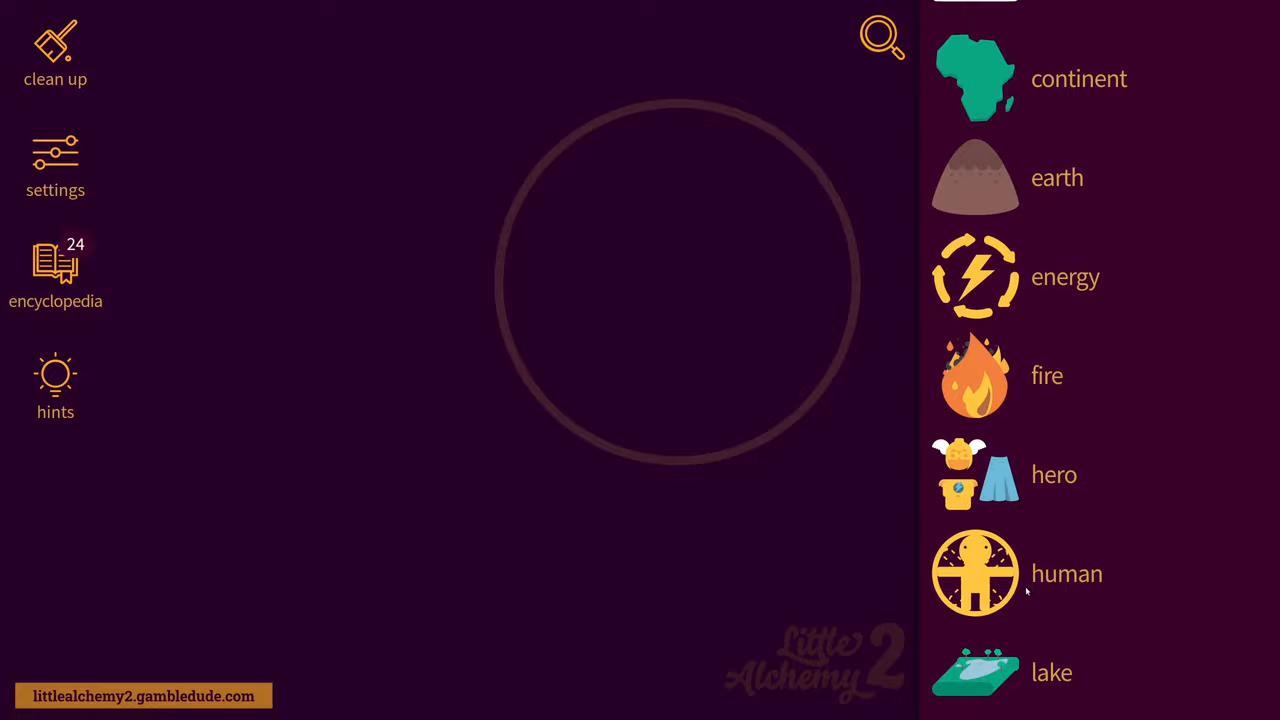 clean up
settings
24
encyclopedia
hints
continent
earth
energy
fire
hero
human
lake
Little
Alchemy 2
littlealchemy2.gambledude.com